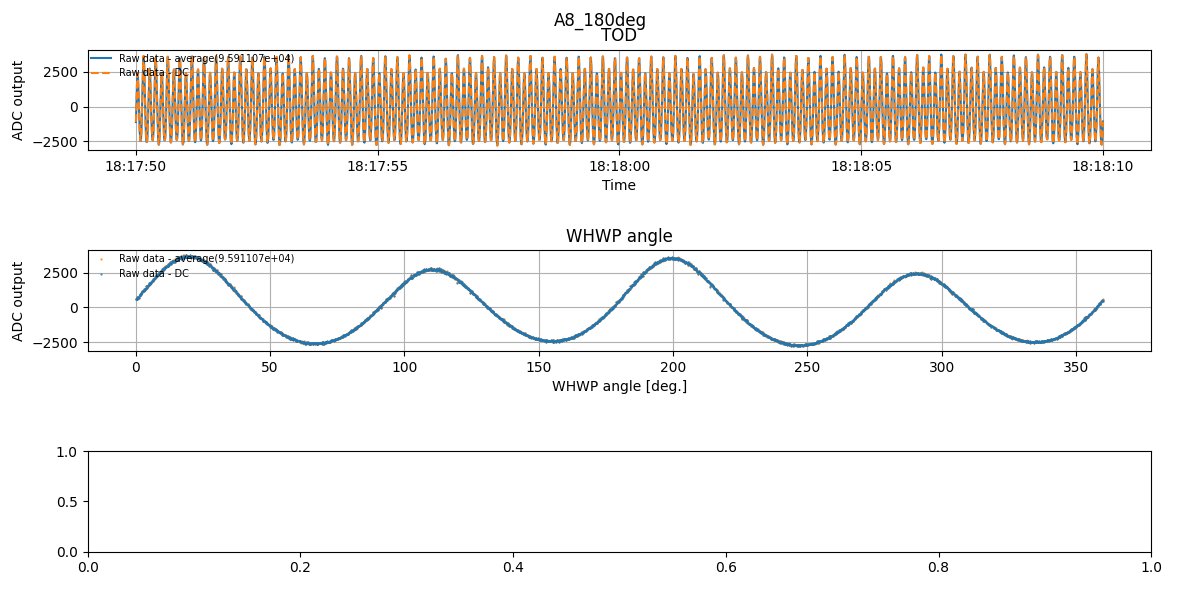 A8_180deg
TOD
Raw data - average(9.591107e+04)
Raw data - DC
ADC output
2500
0
−2500
18:17:50 18:17:55 18:18:00 18:18:05 18:18:10
Time
WHWP angle
Raw data - average(9.591107e+04)
Raw data - DC
ADC output
2500
0
−2500
0 50 100 150 200 250 300 350
WHWP angle [deg.]
1.0
0.5
0.0
0.0 0.2 0.4 0.6 0.8 1.0